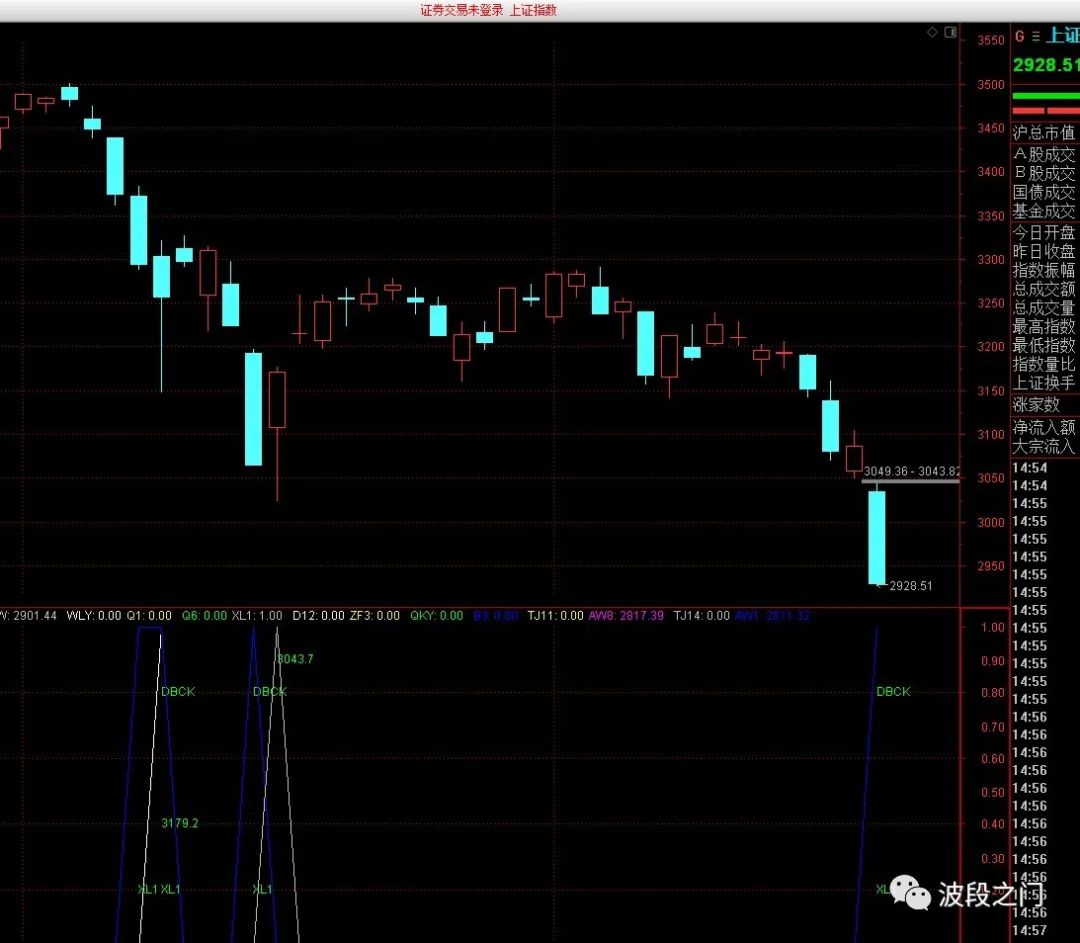 证券交易未登录 上证指数
3550
3500
3450
3400
3350
3300
3250
3200
3150
3100
3050
3000
2950
3049.36 - 3043.82
2928.51
G 上证
2928.51
沪总市值
A股成交
B股成交
国债成交
基金成交
今日开盘
昨日收盘
指数振幅
总成交额
总成交量
最高指数
最低指数
指数量比
上证换手
涨家数
净流入额
大宗流入
14:54
14:54
14:55
14:55
14:55
14:55
14:55
14:55
14:55
14:55
14:55
14:55
14:55
14:55
14:56
14:56
14:56
14:56
14:56
14:56
14:56
14:56
14:56
14:56
14:56
14:56
14:57
: 2901.44 WLY: 0.00 Q1: 0.00 Q6: 0.00 XL1: 1.00 D12: 0.00 ZF3: 0.00 QKY: 0.00 B3: 0.00 TJ11: 0.00 AW8: 2817.39 TJ14: 0.00
1.00
0.90
0.80
0.70
0.60
0.50
0.40
0.30
3043.7
DBCK
DBCK
DBCK
3179.2
XL1 XL1
XL1
波段之门